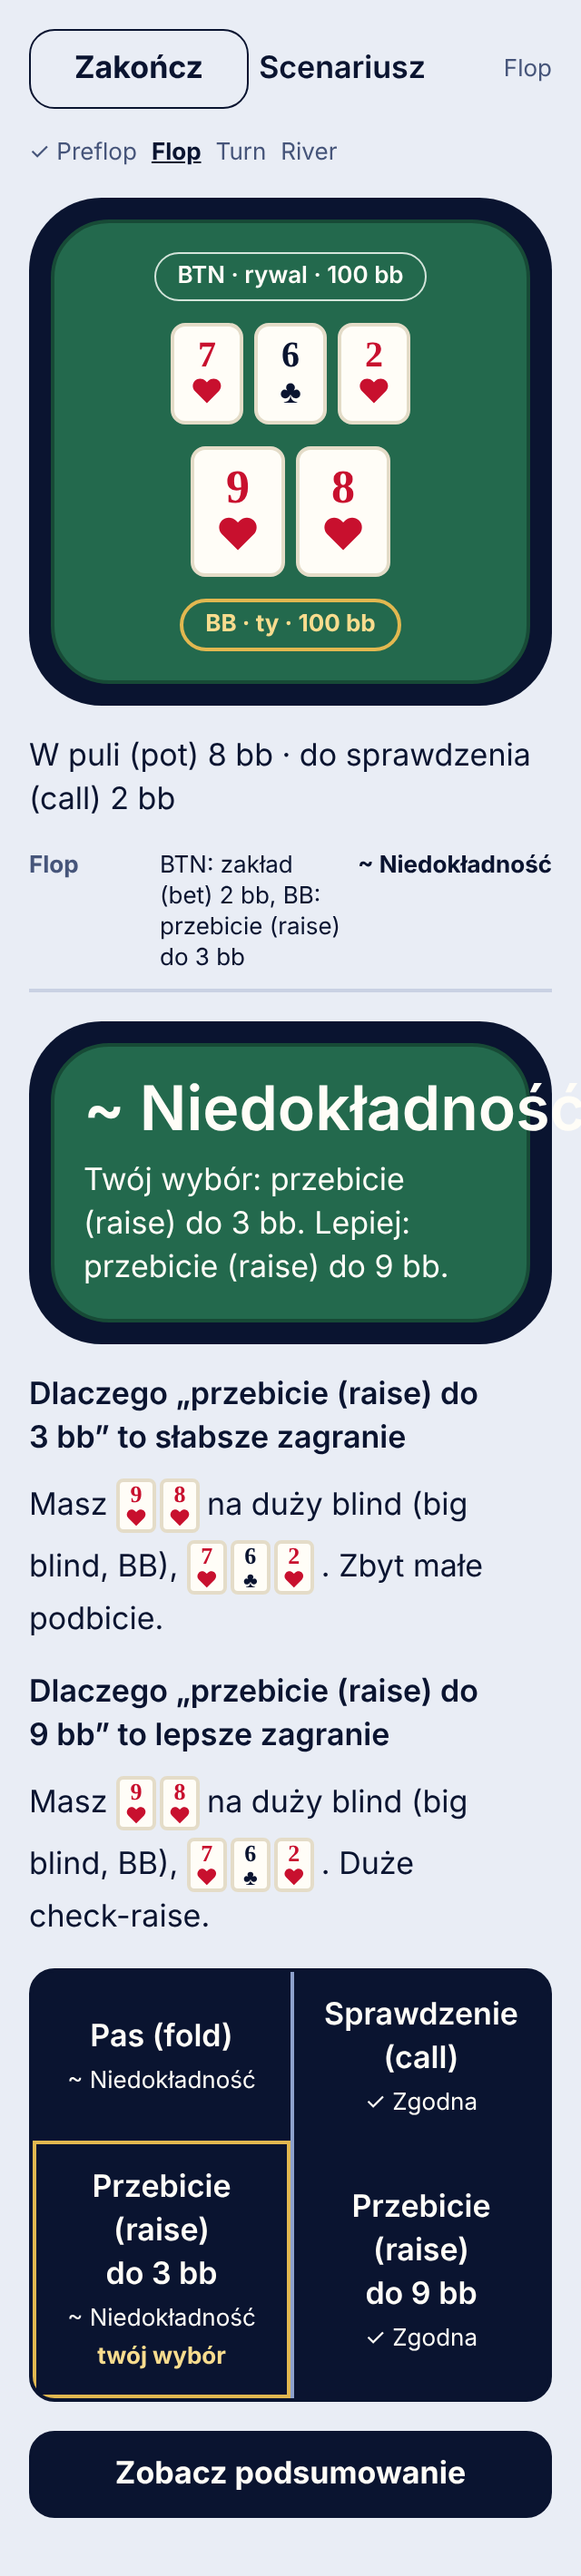 Zakończ Scenariusz Flop
✓ Preflop Flop Turn River
BTN · rywal · 100 bb
7♥ 6♣ 2♥
9♥ 8♥
BB · ty · 100 bb
W puli (pot) 8 bb · do sprawdzenia
(call) 2 bb
Flop BTN: zakład ~ Niedokładność
(bet) 2 bb, BB:
przebicie (raise)
do 3 bb
~ Niedokładność
Twój wybór: przebicie
(raise) do 3 bb. Lepiej:
przebicie (raise) do 9 bb.
Dlaczego „przebicie (raise) do
3 bb” to słabsze zagranie
Masz 9♥ 8♥ na duży blind (big
blind, BB), 7♥ 6♣ 2♥ . Zbyt małe
podbicie.
Dlaczego „przebicie (raise) do
9 bb” to lepsze zagranie
Masz 9♥ 8♥ na duży blind (big
blind, BB), 7♥ 6♣ 2♥ . Duże
check-raise.
Pas (fold)
~ Niedokładność
Sprawdzenie
(call)
✓ Zgodna
Przebicie
(raise)
do 3 bb
~ Niedokładność
twój wybór
Przebicie
(raise)
do 9 bb
✓ Zgodna
Zobacz podsumowanie